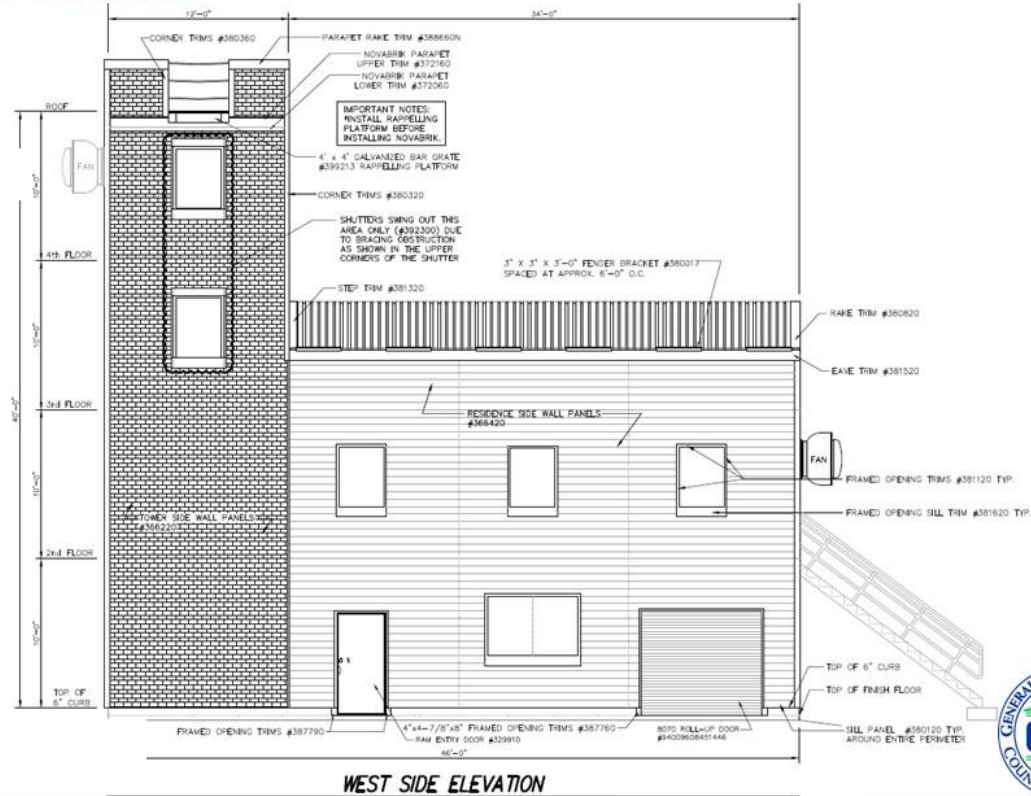 12'-0"
34'-0"
CORNER TRIMS #380360
PARAPET RAKE TRIM #388660N
NOVABRIK PARAPET
UPPER TRIM #372160
NOVABRIK PARAPET
LOWER TRIM #372060
ROOF
IMPORTANT NOTES:
*INSTALL RAPPELLING
PLATFORM BEFORE
INSTALLING NOVABRIK.
4' x 4' GALVANIZED BAR GRATE
#399213 RAPPELLING PLATFORM
FAN
10'-0"
CORNER TRIMS #380320
SHUTTERS SWING OUT THIS
AREA ONLY (#392300) DUE
TO BRACING OBSTRUCTION
AS SHOWN IN THE UPPER
CORNERS OF THE SHUTTER
4th FLOOR
3" X 3" X 3'-0" FENDER BRACKET #380017
SPACED AT APPROX. 6'-0" O.C.
STEP TRIM #381320
RAKE TRIM #380820
10'-0"
EAVE TRIM #381520
40'-0"
3rd FLOOR
RESIDENCE SIDE WALL PANELS
#366420
FAN
10'-0"
FRAMED OPENING TRIMS #381120 TYP.
FRAMED OPENING SILL TRIM #381620 TYP.
TOWER SIDE WALL PANELS
#366220
2nd FLOOR
10'-0"
TOP OF
6" CURB
TOP OF 6" CURB
TOP OF FINISH FLOOR
FRAMED OPENING TRIMS #387790
4"x4-7/8"x8" FRAMED OPENING TRIMS #387760
RAM ENTRY DOOR #329910
8070 ROLL-UP DOOR
#94009608451446
SILL PANEL #380120 TYP.
AROUND ENTIRE PERIMETER
46'-0"
WEST SIDE ELEVATION